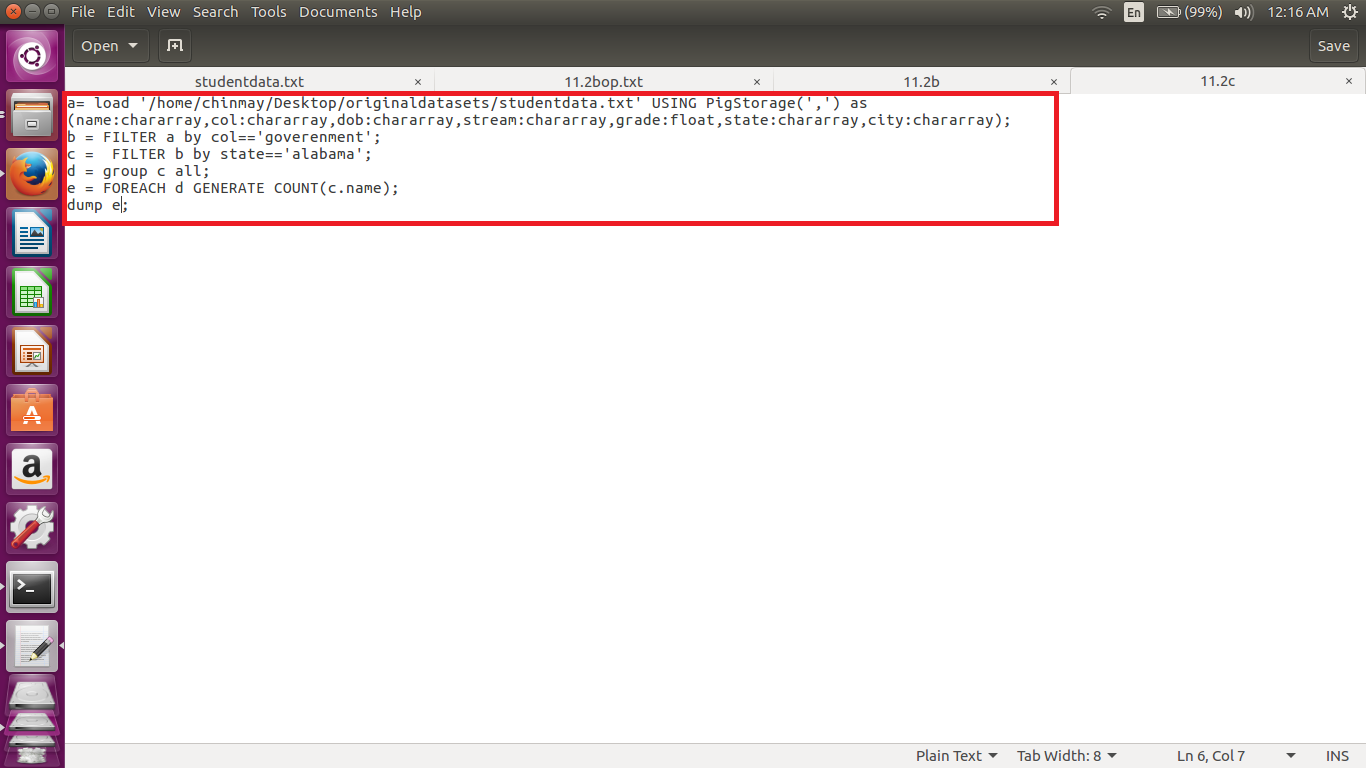 File Edit View Search Tools Documents Help En (99%) 12:16 AM
Open Save
studentdata.txt × 11.2bop.txt × 11.2b × 11.2c ×
a= load '/home/chinmay/Desktop/originaldatasets/studentdata.txt' USING PigStorage(',') as
(name:chararray,col:chararray,dob:chararray,stream:chararray,grade:float,state:chararray,city:chararray);
b = FILTER a by col=='goverenment';
c =  FILTER b by state=='alabama';
d = group c all;
e = FOREACH d GENERATE COUNT(c.name);
dump e;
Plain Text Tab Width: 8 Ln 6, Col 7 INS